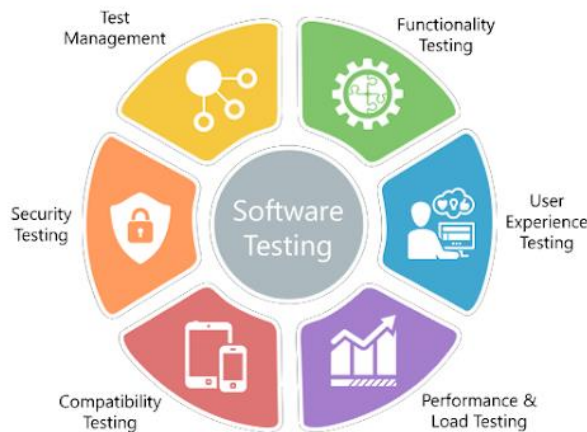 Test
Management
Functionality
Testing
Security
Testing
Software
Testing
User
Experience
Testing
Compatibility
Testing
Performance &
Load Testing